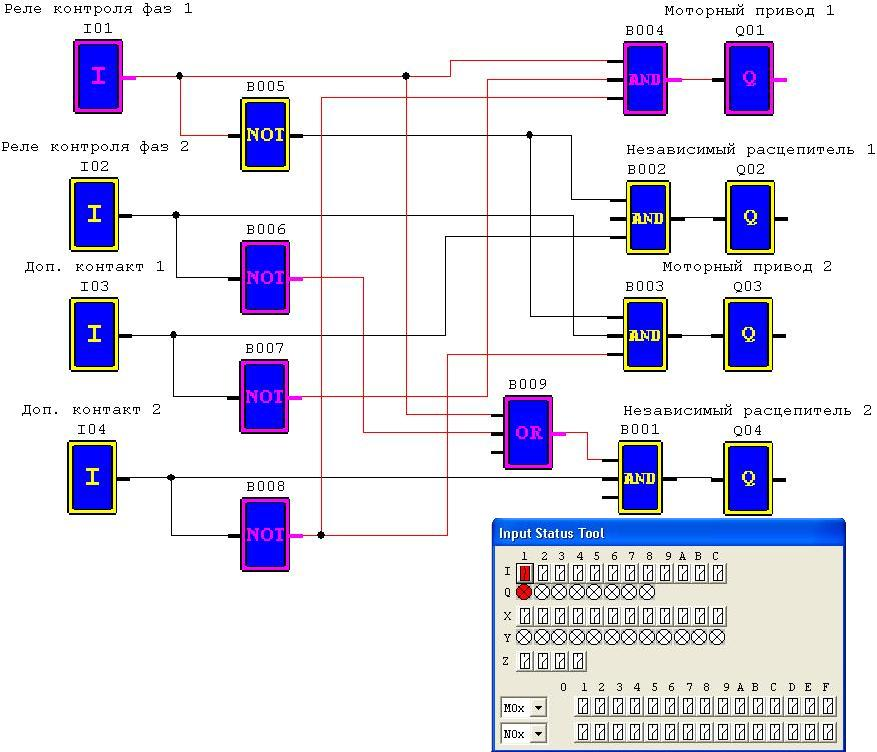 Реле контроля фаз 1
Моторный привод 1
I01
B004
Q01
I
AND
Q
B005
NOT
Реле контроля фаз 2
Независимый расцепитель 1
I02
B002
Q02
I
AND
Q
B006
NOT
Доп. контакт 1
Моторный привод 2
I03
B003
Q03
I
AND
Q
B007
NOT
B009
OR
Доп. контакт 2
Независимый расцепитель 2
I04
B001
Q04
I
AND
Q
B008
NOT
Input Status Tool
1 2 3 4 5 6 7 8 9 A B C
I
Q
X
Y
Z
0 1 2 3 4 5 6 7 8 9 A B C D E F
M0x
N0x